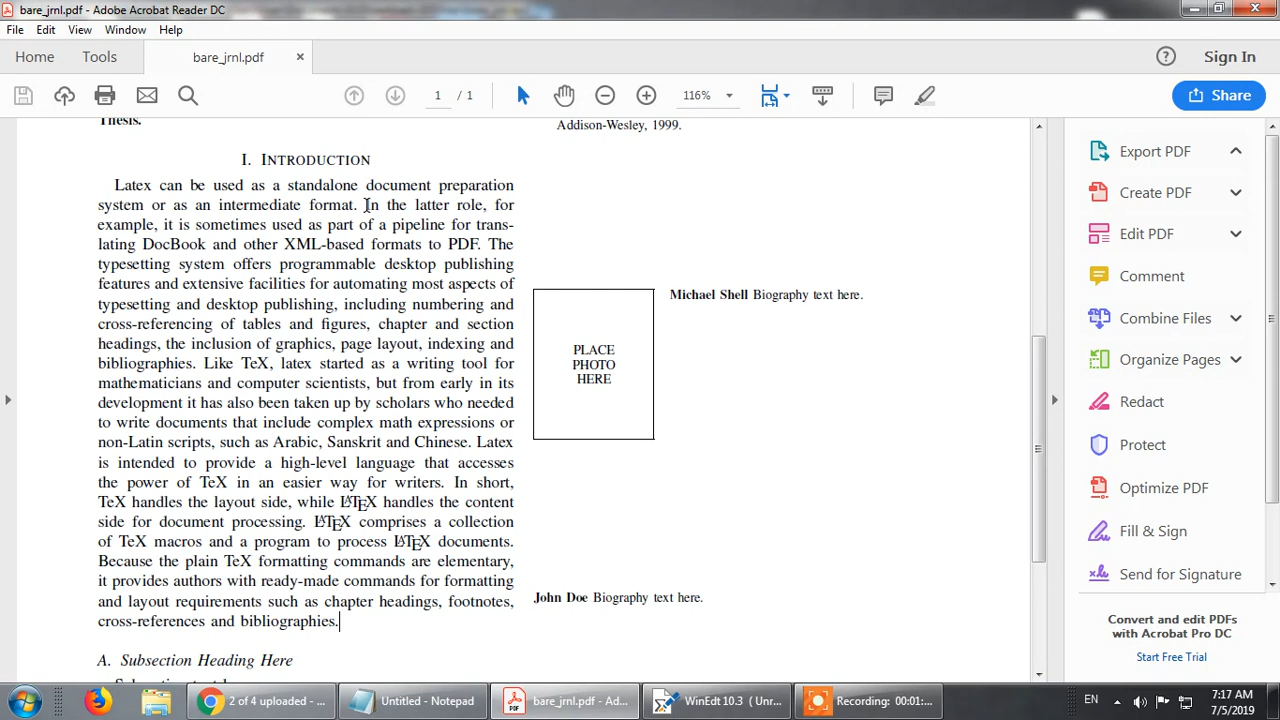 bare_jrnl.pdf - Adobe Acrobat Reader DC
File Edit View Window Help
Home Tools bare_jrnl.pdf × Sign In
1 / 1 116% Share
Thesis.
I. INTRODUCTION
Latex can be used as a standalone document preparation
system or as an intermediate format. In the latter role, for
example, it is sometimes used as part of a pipeline for trans-
lating DocBook and other XML-based formats to PDF. The
typesetting system offers programmable desktop publishing
features and extensive facilities for automating most aspects of
typesetting and desktop publishing, including numbering and
cross-referencing of tables and figures, chapter and section
headings, the inclusion of graphics, page layout, indexing and
bibliographies. Like TeX, latex started as a writing tool for
mathematicians and computer scientists, but from early in its
development it has also been taken up by scholars who needed
to write documents that include complex math expressions or
non-Latin scripts, such as Arabic, Sanskrit and Chinese. Latex
is intended to provide a high-level language that accesses
the power of TeX in an easier way for writers. In short,
TeX handles the layout side, while LATEX handles the content
side for document processing. LATEX comprises a collection
of TeX macros and a program to process LATEX documents.
Because the plain TeX formatting commands are elementary,
it provides authors with ready-made commands for formatting
and layout requirements such as chapter headings, footnotes,
cross-references and bibliographies.
A. Subsection Heading Here
Addison-Wesley, 1999.
PLACE
PHOTO
HERE
Michael Shell Biography text here.
John Doe Biography text here.
Export PDF
Create PDF
Edit PDF
Comment
Combine Files
Organize Pages
Redact
Protect
Optimize PDF
Fill & Sign
Send for Signature
Convert and edit PDFs
with Acrobat Pro DC
Start Free Trial
2 of 4 uploaded - ... Untitled - Notepad bare_jrnl.pdf - Ad... WinEdt 10.3 ( Unr... Recording: 00:01:... EN 7:17 AM
7/5/2019